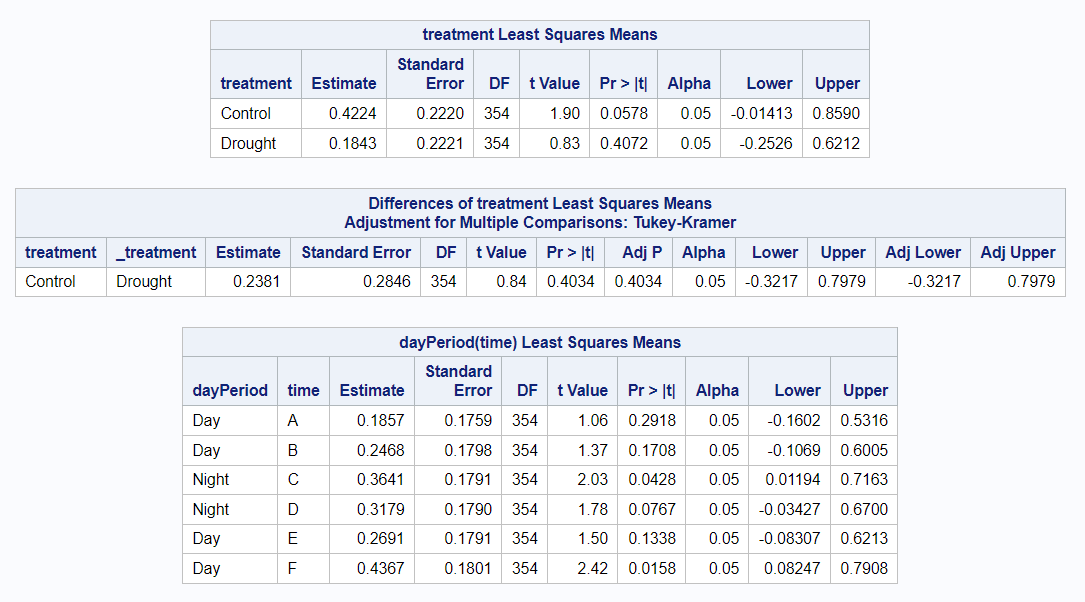 treatment Least Squares Means
treatment Estimate Standard Error DF t Value Pr > |t| Alpha Lower Upper
Control 0.4224 0.2220 354 1.90 0.0578 0.05 -0.01413 0.8590
Drought 0.1843 0.2221 354 0.83 0.4072 0.05 -0.2526 0.6212
Differences of treatment Least Squares Means
Adjustment for Multiple Comparisons: Tukey-Kramer
treatment _treatment Estimate Standard Error DF t Value Pr > |t| Adj P Alpha Lower Upper Adj Lower Adj Upper
Control Drought 0.2381 0.2846 354 0.84 0.4034 0.4034 0.05 -0.3217 0.7979 -0.3217 0.7979
dayPeriod(time) Least Squares Means
dayPeriod time Estimate Standard Error DF t Value Pr > |t| Alpha Lower Upper
Day A 0.1857 0.1759 354 1.06 0.2918 0.05 -0.1602 0.5316
Day B 0.2468 0.1798 354 1.37 0.1708 0.05 -0.1069 0.6005
Night C 0.3641 0.1791 354 2.03 0.0428 0.05 0.01194 0.7163
Night D 0.3179 0.1790 354 1.78 0.0767 0.05 -0.03427 0.6700
Day E 0.2691 0.1791 354 1.50 0.1338 0.05 -0.08307 0.6213
Day F 0.4367 0.1801 354 2.42 0.0158 0.05 0.08247 0.7908